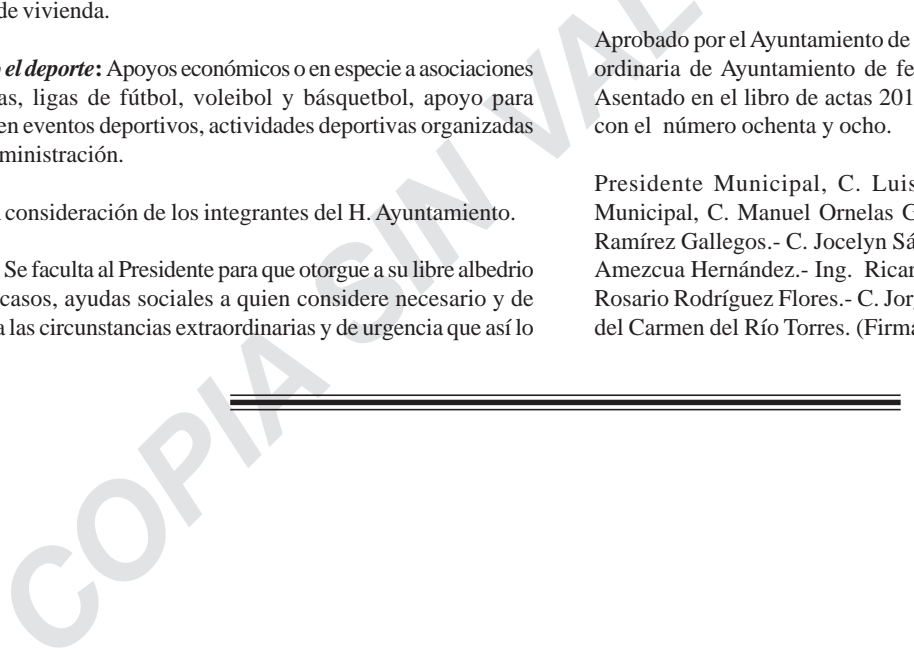 de vivienda.
el deporte: Apoyos económicos o en especie a asociaciones
as, ligas de fútbol, voleibol y básquetbol, apoyo para
en eventos deportivos, actividades deportivas organizadas
ministración.
consideración de los integrantes del H. Ayuntamiento.
Se faculta al Presidente para que otorgue a su libre albedrio
casos, ayudas sociales a quien considere necesario y de
a las circunstancias extraordinarias y de urgencia que así lo
Aprobado por el Ayuntamiento de
ordinaria de Ayuntamiento de fe
Asentado en el libro de actas 201
con el número ochenta y ocho.
Presidente Municipal, C. Luis
Municipal, C. Manuel Ornelas G
Ramírez Gallegos.- C. Jocelyn Sá
Amezcua Hernández.- Ing. Ricar
Rosario Rodríguez Flores.- C. Jor
del Carmen del Río Torres. (Firma
COPIA SIN VAL